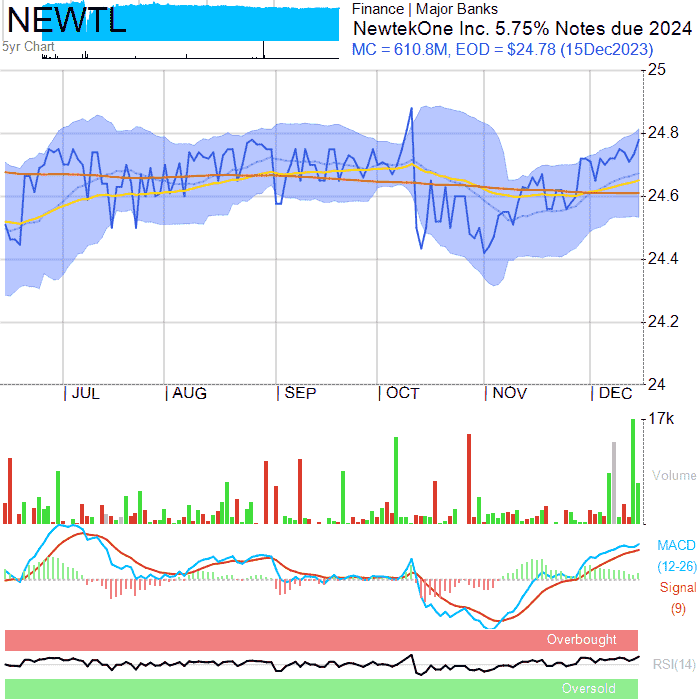 NEWTL
5yr Chart
Finance | Major Banks
NewtekOne Inc. 5.75% Notes due 2024
MC = 610.8M, EOD = $24.78 (15Dec2023)
25
24.8
24.6
24.4
24.2
24
JUL AUG SEP OCT NOV DEC
17k
Volume
MACD
(12-26)
Signal
(9)
Overbought
RSI(14)
Oversold